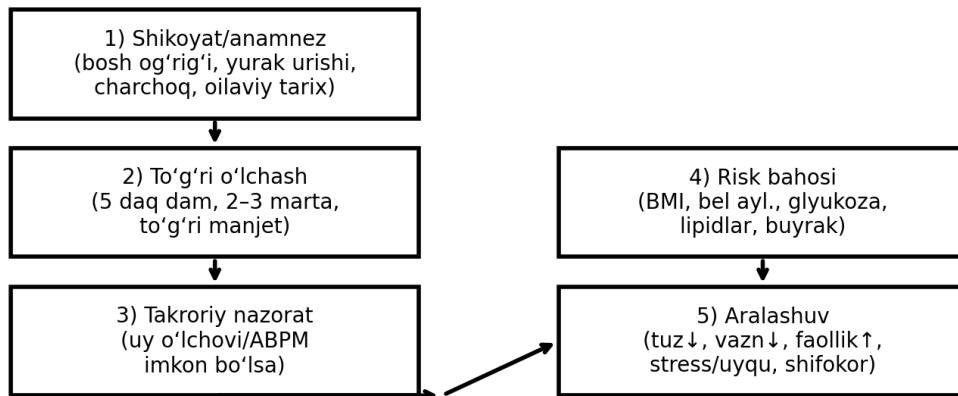 1) Shikoyat/anamnez
(bosh og‘rig‘i, yurak urishi,
charchoq, oilaviy tarix)
2) To‘g‘ri o‘lchash
(5 daq dam, 2–3 marta,
to‘g‘ri manjet)
3) Takroriy nazorat
(uy o‘lchovi/ABPM
imkon bo‘lsa)
4) Risk bahosi
(BMI, bel ayl., glyukoza,
lipidlar, buyrak)
5) Aralashuv
(tuz↓, vazn↓, faollik↑,
stress/uyqu, shifokor)